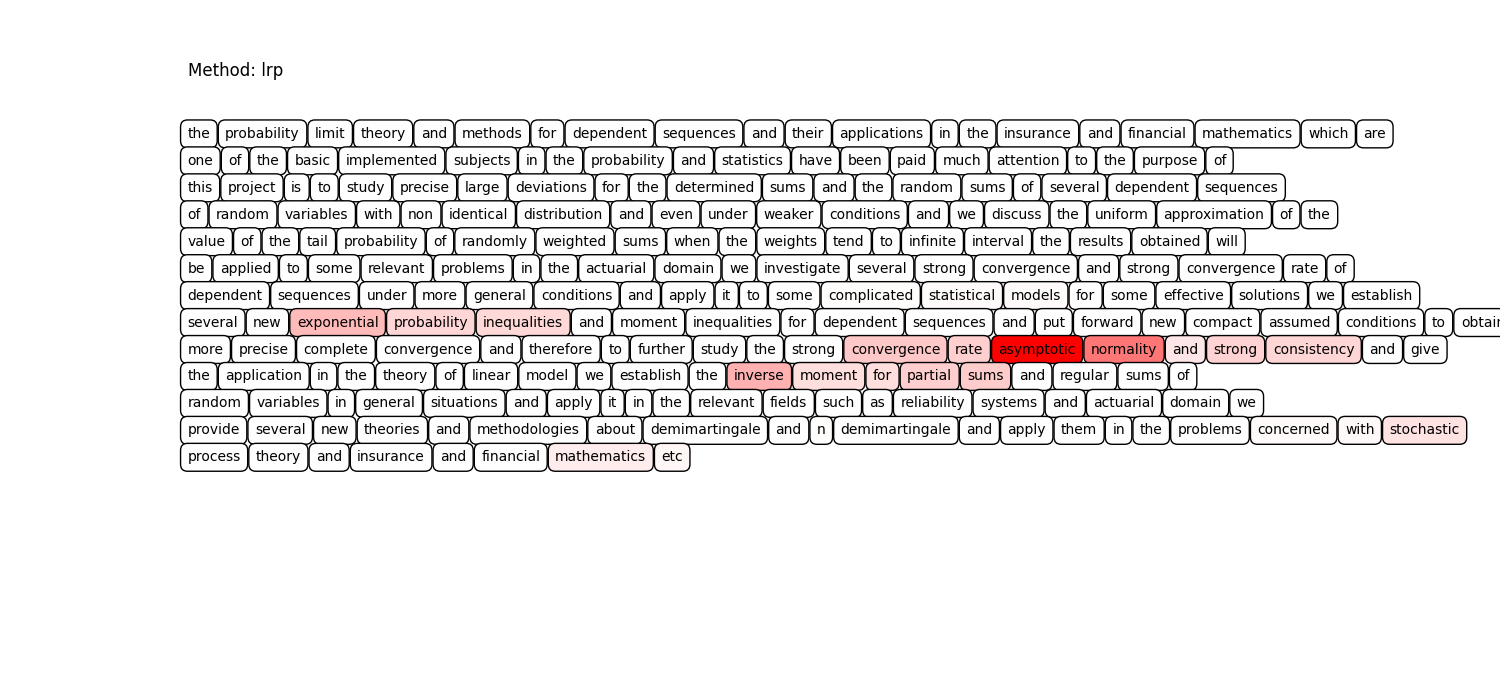 Method: lrp
the probability limit theory and methods for dependent sequences and their applications in the insurance and financial mathematics which are
one of the basic implemented subjects in the probability and statistics have been paid much attention to the purpose of
this project is to study precise large deviations for the determined sums and the random sums of several dependent sequences
of random variables with non identical distribution and even under weaker conditions and we discuss the uniform approximation of the
value of the tail probability of randomly weighted sums when the weights tend to infinite interval the results obtained will
be applied to some relevant problems in the actuarial domain we investigate several strong convergence and strong convergence rate of
dependent sequences under more general conditions and apply it to some complicated statistical models for some effective solutions we establish
several new exponential probability inequalities and moment inequalities for dependent sequences and put forward new compact assumed conditions to
more precise complete convergence and therefore to further study the strong convergence rate asymptotic normality and strong consistency and give
the application in the theory of linear model we establish the inverse moment for partial sums and regular sums of
random variables in general situations and apply it in the relevant fields such as reliability systems and actuarial domain we
provide several new theories and methodologies about demimartingale and n demimartingale and apply them in the problems concerned with stochastic
process theory and insurance and financial mathematics etc